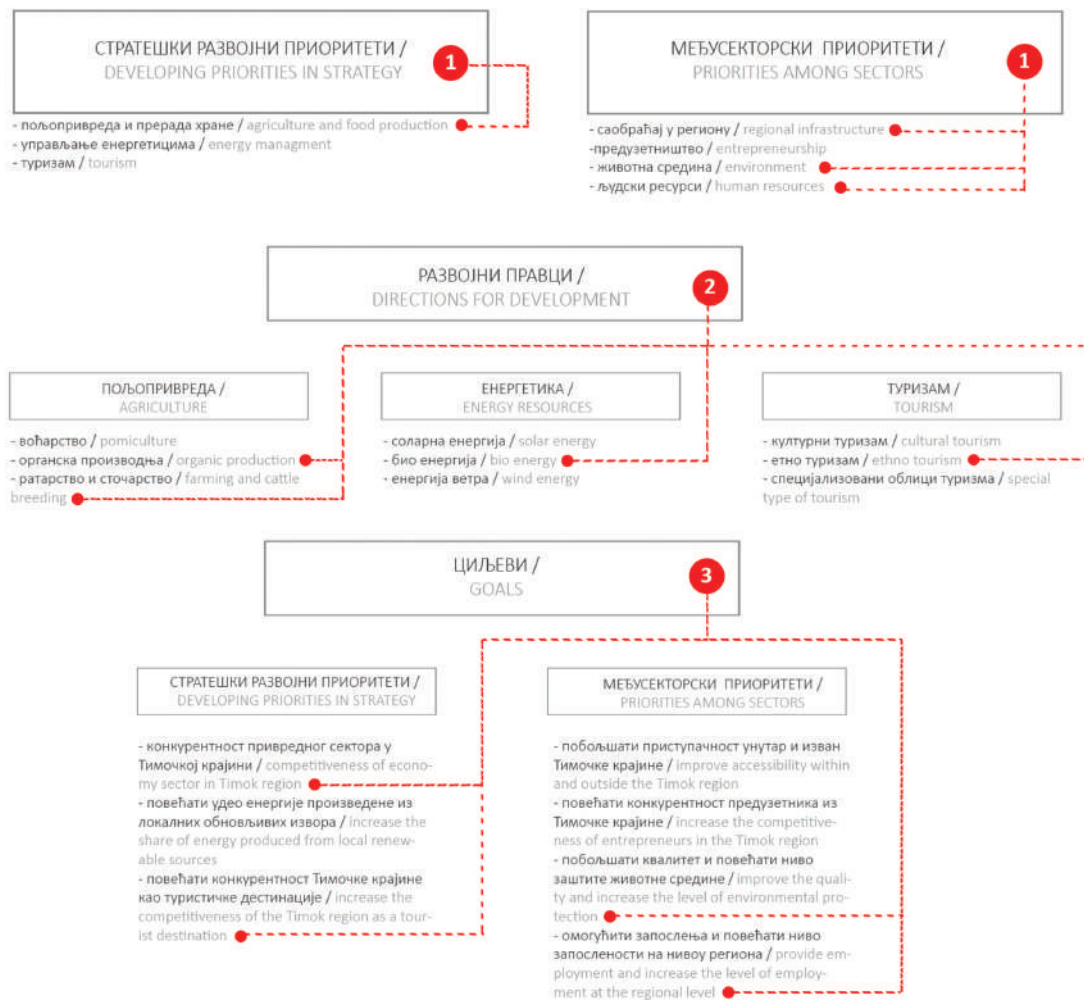 СТРАТЕШКИ РАЗВОЈНИ ПРИОРИТЕТИ /
DEVELOPING PRIORITIES IN STRATEGY
1
- пољопривреда и прерада хране / agriculture and food production
- управљање енергетицима / energy managment
- туризам / tourism
МЕЂУСЕКТОРСКИ ПРИОРИТЕТИ /
PRIORITIES AMONG SECTORS
1
- саобраћај у региону / regional infrastructure
-предузетништво / entrepreneurship
- животна средина / environment
- људски ресурси / human resources
РАЗВОЈНИ ПРАВЦИ /
DIRECTIONS FOR DEVELOPMENT
2
ПОЉОПРИВРЕДА /
AGRICULTURE
- воћарство / pomiculture
- органска производња / organic production
- ратарство и сточарство / farming and cattle
breeding
ЕНЕРГЕТИКА /
ENERGY RESOURCES
- соларна енергија / solar energy
- био енергија / bio energy
- енергија ветра / wind energy
ТУРИЗАМ /
TOURISM
- културни туризам / cultural tourism
- етно туризам / ethno tourism
- специјализовани облици туризма / special
type of tourism
ЦИЉЕВИ /
GOALS
3
СТРАТЕШКИ РАЗВОЈНИ ПРИОРИТЕТИ /
DEVELOPING PRIORITIES IN STRATEGY
- конкурентност привредног сектора у
Тимочкој крајини / competitiveness of econo-
my sector in Timok region
- повећати удео енергије произведене из
локалних обновљивих извора / increase the
share of energy produced from local renew-
able sources
- повећати конкурентност Тимочке крајине
као туристичке дестинације / increase the
competitiveness of the Timok region as a tour-
ist destination
МЕЂУСЕКТОРСКИ ПРИОРИТЕТИ /
PRIORITIES AMONG SECTORS
- побољшати приступачност унутар и изван
Тимочке крајине / improve accessibility within
and outside the Timok region
- повећати конкурентност предузетника из
Тимочке крајине / increase the competitive-
ness of entrepreneurs in the Timok region
- побољшати квалитет и повећати ниво
заштите животне средине / improve the quali-
ty and increase the level of environmental pro-
tection
- омогућити запослења и повећати ниво
запослености на нивоу региона / provide em-
ployment and increase the level of employ-
ment at the regional level